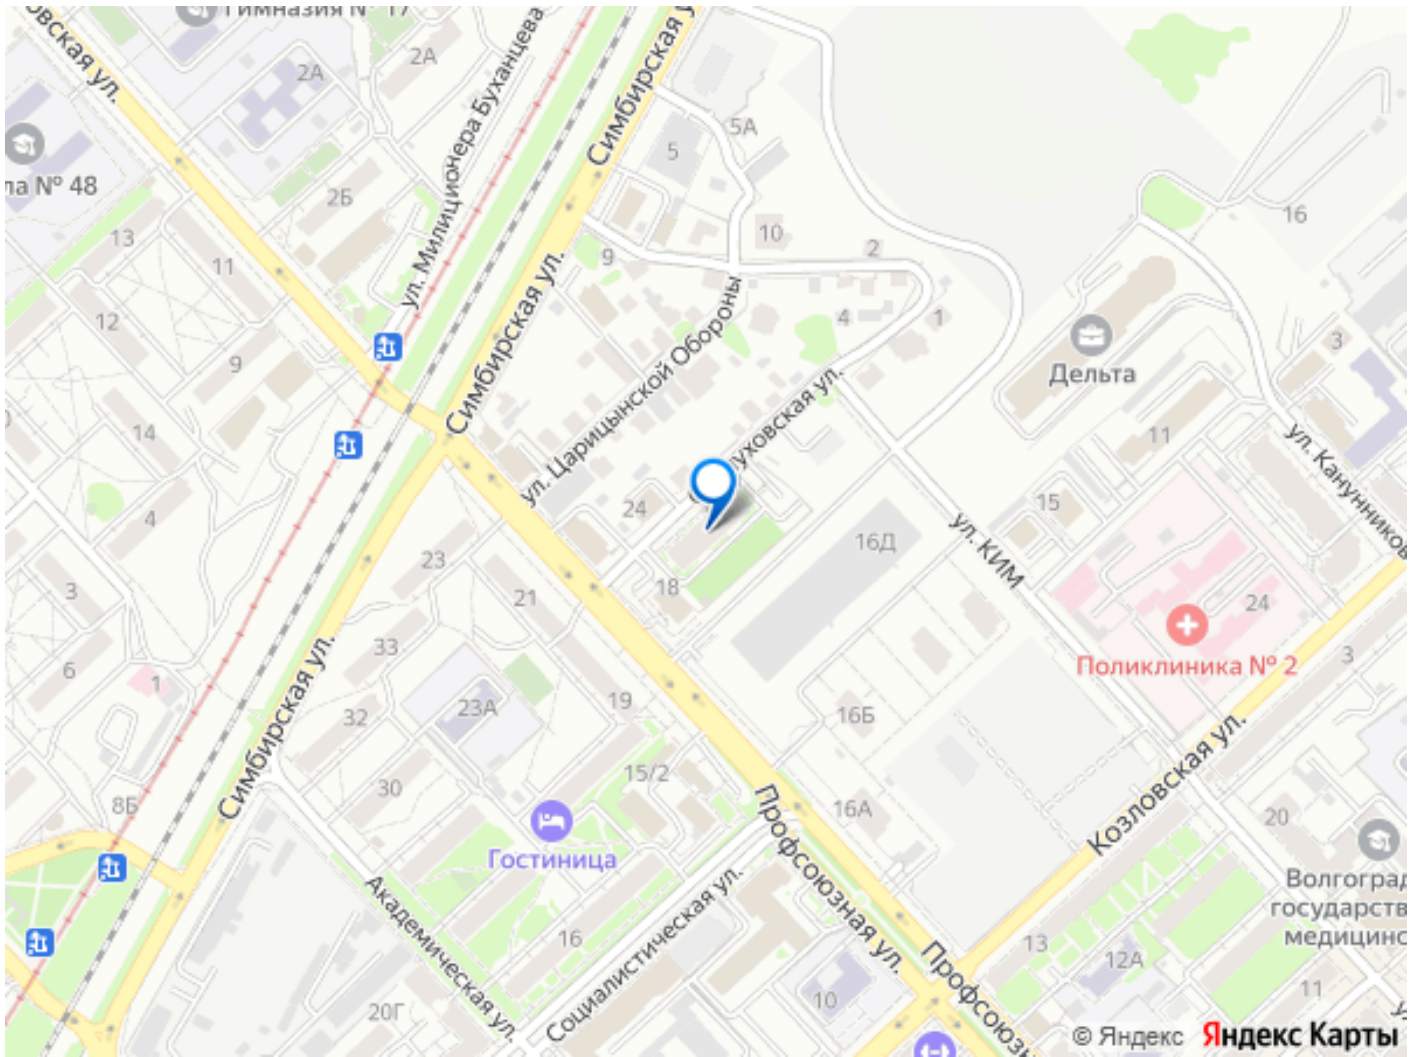 Гимназия № 17
овская ул.
2А
2А
ул. Милиционера Буханцева
Симбирская ул.
5А
5
ла № 48
2Б
16
13
11
9
10
2
12
9
4
1
3
Дельта
Симбирская ул.
ул. Царицынской Обороны
уховская ул.
14
11
ул. Канунников
4
24
15
16Д
ул. КИМ
23
3
18
21
24
33
Поликлиника № 2
3
6
1
19
23А
32
16Б
Симбирская ул.
15/2
Козловская ул.
30
8Б
16А
20
Гостиница
Профсоюзная ул.
Волгоград
государств
медицинс
Академическая ул.
Социалистическая ул.
16
13
12А
Профсоюзн
10
11
20Г
© Яндекс Яндекс Карты